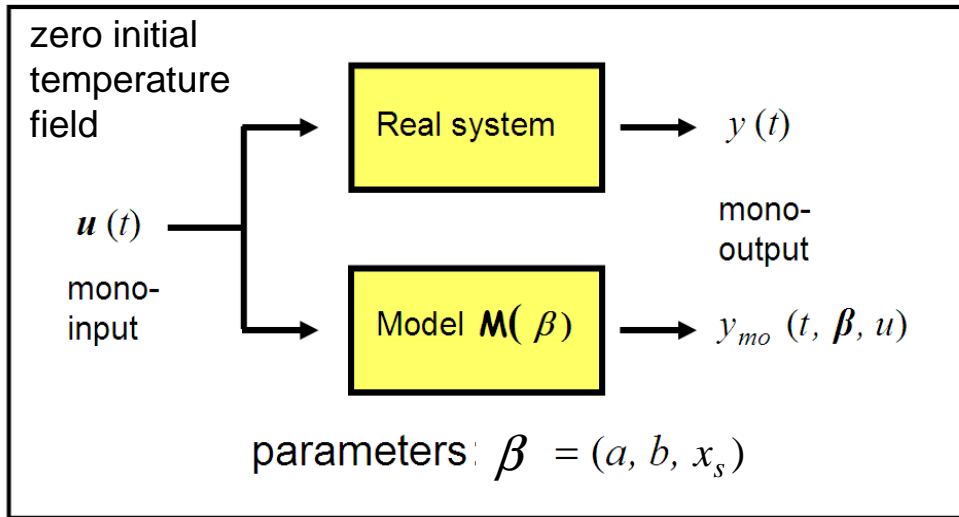 zero initial
temperature
field
Real system
y (t)
u (t)
mono-
input
mono-
output
Model M( β)
y_mo (t, β, u)
parameters: β = (a, b, x_s)